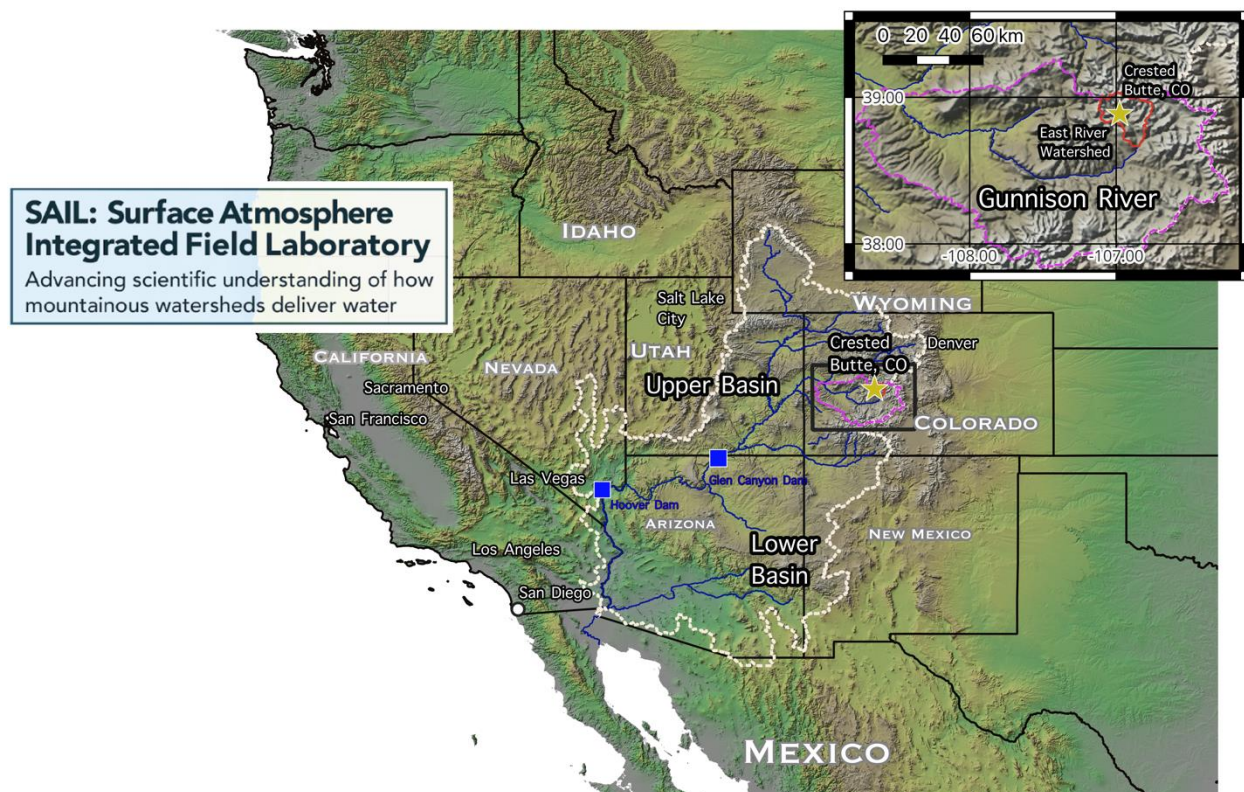 SAIL: Surface Atmosphere
Integrated Field Laboratory
Advancing scientific understanding of how
mountainous watersheds deliver water
0 20 40 60 km
Crested
Butte, CO
39.00
East River
Watershed
Gunnison River
38.00
-108.00
-107.00
IDAHO
WYOMING
Salt Lake
City
CALIFORNIA
NEVADA
UTAH
Crested
Butte, CO.
Denver
Upper Basin
Sacramento
San Francisco
COLORADO
Las Vegas
Glen Canyon Dam
Hoover Dam
ARIZONA
NEW MEXICO
Los Angeles
Lower
Basin
San Diego
MEXICO